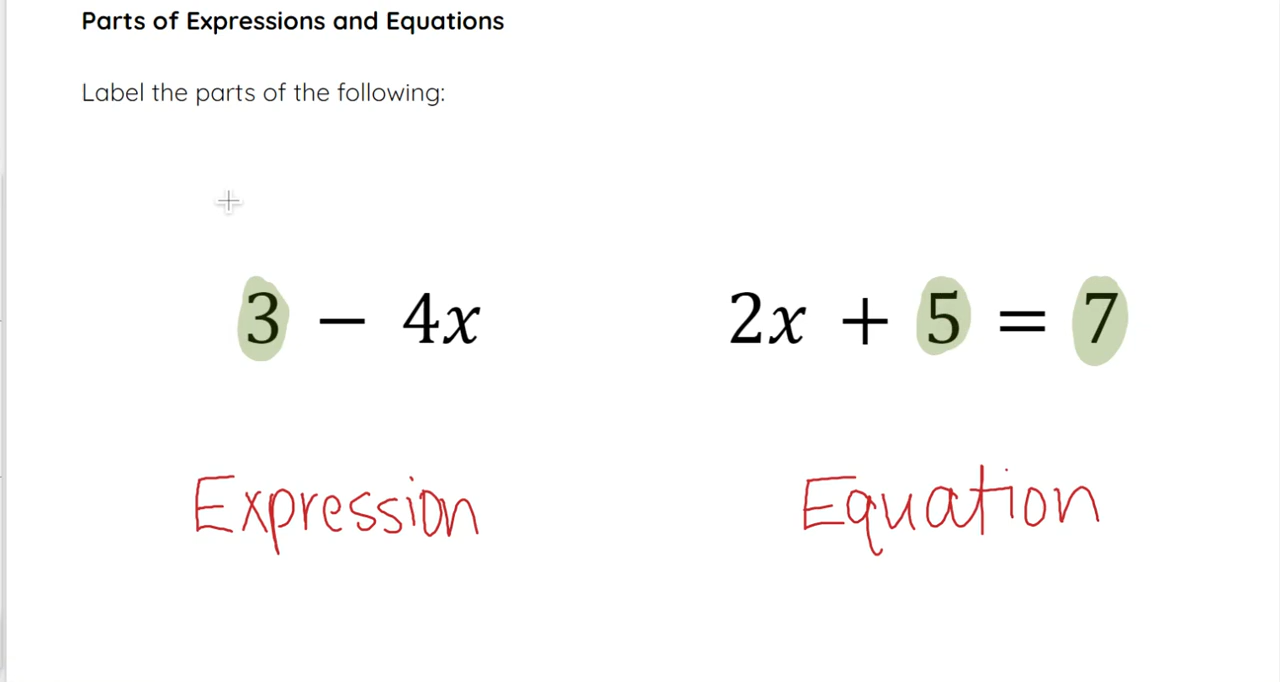 Parts of Expressions and Equations
Label the parts of the following:
3 − 4x
2x + 5 = 7
Expression
Equation